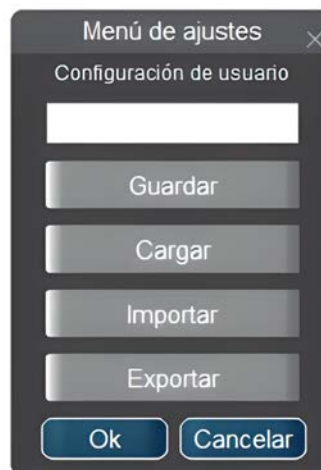 Menú de ajustes
Configuración de usuario
Guardar
Cargar
Importar
Exportar
Ok Cancelar